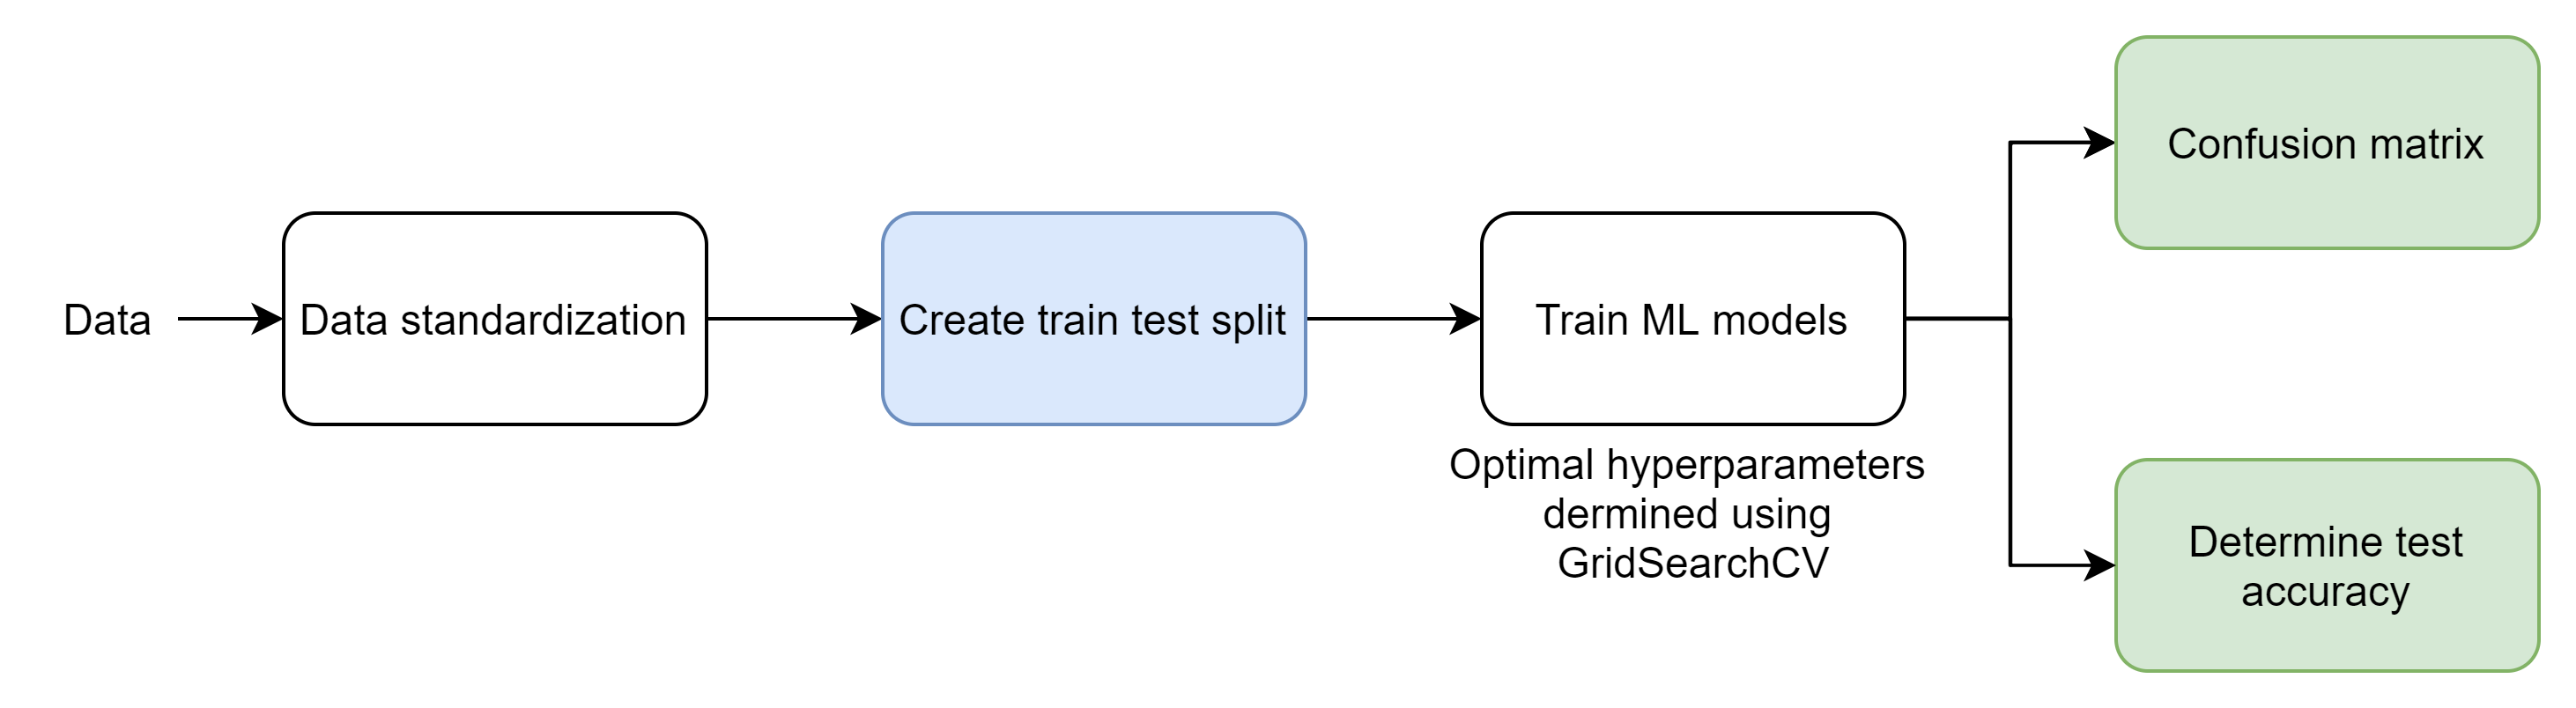 Data
Data standardization
Create train test split
Train ML models
Optimal hyperparameters
dermined using
GridSearchCV
Confusion matrix
Determine test
accuracy